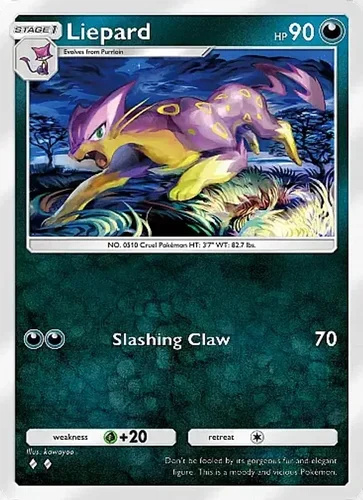 STAGE 1 Liepard HP 90
Evolves from Purrloin
NO. 0510 Cruel Pokémon HT: 3'7" WT: 82.7 lbs.
Slashing Claw 70
weakness +20 retreat
Illus. kawayoo
Don't be fooled by its gorgeous fur and elegant
figure. This is a moody and vicious Pokémon.